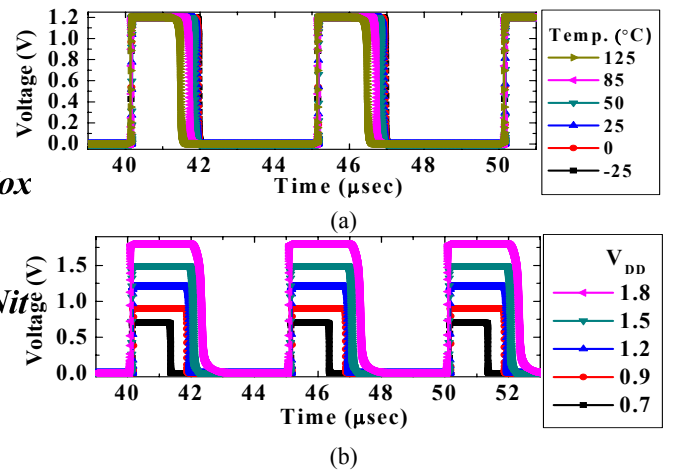 1.2
1.0
0.8
0.6
0.4
0.2
0.0
Voltage (V)
40 42 44 46 48 50
Time (μsec)
Temp. (°C)
125
85
50
25
0
-25
(a)
ox
Nit
1.5
1.0
0.5
0.0
Voltage (V)
40 42 44 46 48 50 52
Time (μsec)
V DD
1.8
1.5
1.2
0.9
0.7
(b)